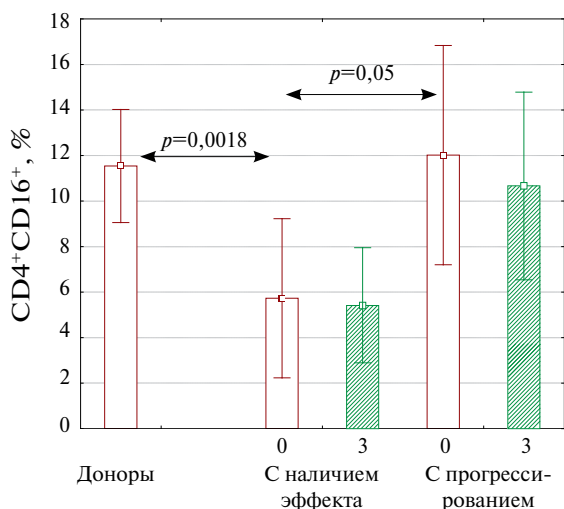 CD4⁺CD16⁺, %
18
16
14
12
10
8
6
4
2
0
p=0,05
p=0,0018
0 3 0 3
Доноры С наличием С прогресси-
эффекта рованием